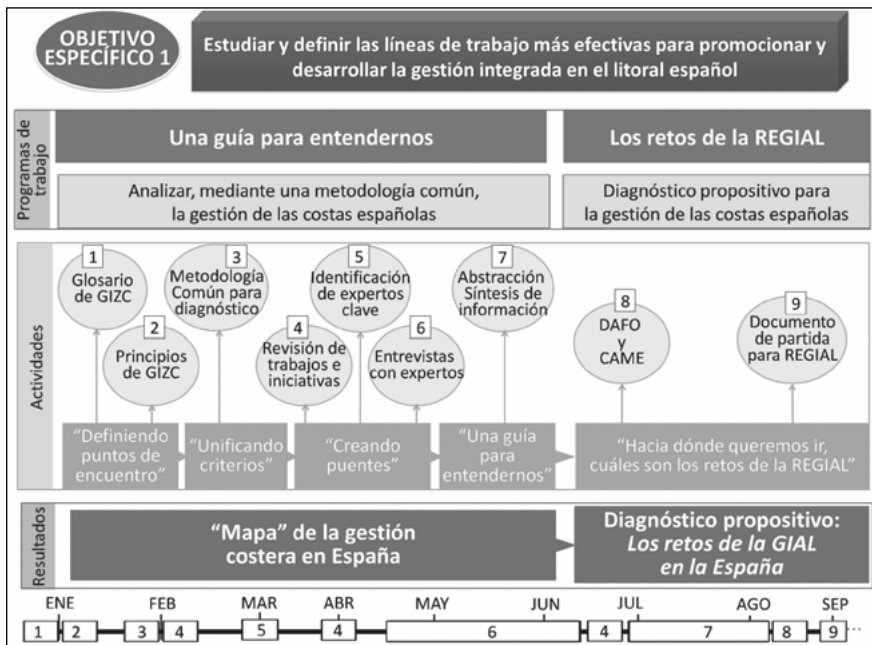 OBJETIVO
ESPECÍFICO 1
Estudiar y definir las líneas de trabajo más efectivas para promocionar y
desarrollar la gestión integrada en el litoral español
Programas de
trabajo
Una guía para entendernos
Los retos de la REGIAL
Analizar, mediante una metodología común,
la gestión de las costas españolas
Diagnóstico propositivo para
la gestión de las costas españolas
Actividades
1
Glosario
de GIZC
2
Principios
de GIZC
3
Metodología
Común para
diagnóstico
4
Revisión de
trabajos e
iniciativas
5
Identificación
de expertos
clave
6
Entrevistas
con expertos
7
Abstracción
Síntesis de
información
8
DAFO
y
CAME
9
Documento
de partida
para REGIAL
“Definiendo
puntos de
encuentro”
“Unificando
criterios”
“Creando
puentes”
“Una guía
para
entendernos”
“Hacia dónde queremos ir,
cuáles son los retos de la REGIAL”
Resultados
“Mapa” de la gestión
costera en España
Diagnóstico propositivo:
Los retos de la GIAL
en la España
ENE FEB MAR ABR MAY JUN JUL AGO SEP
1 2 3 4 5 4 6 4 7 8 9 ...